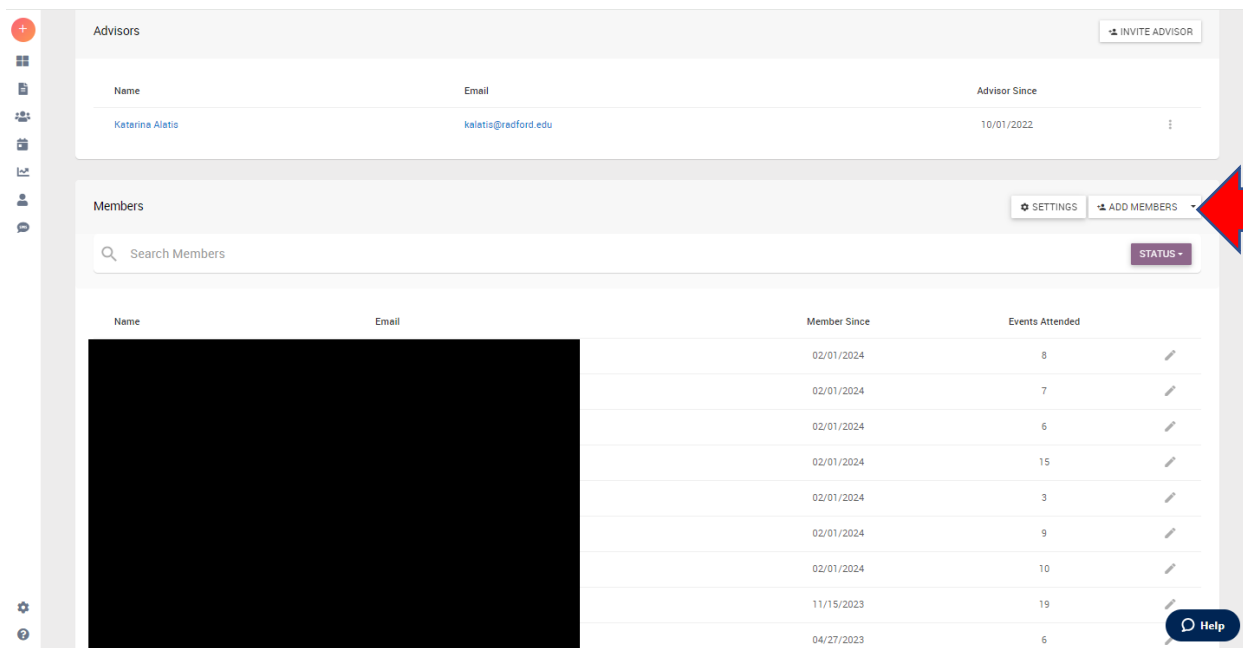 Advisors INVITE ADVISOR
Name Email Advisor Since
Katarina Alatis kalatis@radford.edu 10/01/2022
Members SETTINGS ADD MEMBERS
Search Members STATUS
Name Email Member Since Events Attended
02/01/2024 8
02/01/2024 7
02/01/2024 6
02/01/2024 15
02/01/2024 3
02/01/2024 9
02/01/2024 10
11/15/2023 19
Help
04/27/2023 6